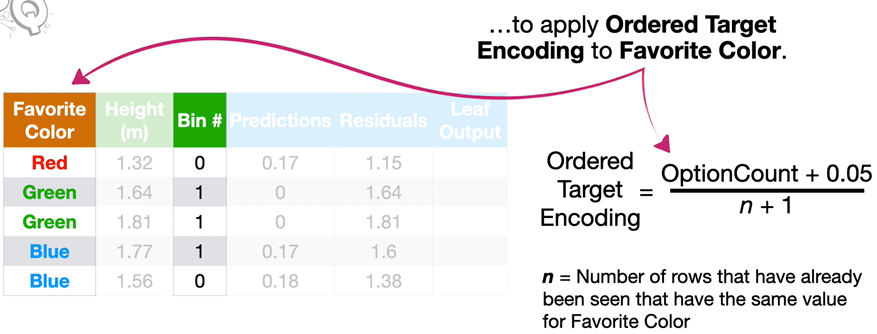 ...to apply Ordered Target
Encoding to Favorite Color.
Favorite Color Height (m) Bin # Predictions Residuals Leaf Output
Red 1.32 0 0.17 1.15
Green 1.64 1 0 1.64
Green 1.81 1 0 1.81
Blue 1.77 1 0.17 1.6
Blue 1.56 0 0.18 1.38
Ordered
Target
Encoding
= OptionCount + 0.05
n + 1
n = Number of rows that have already
been seen that have the same value
for Favorite Color